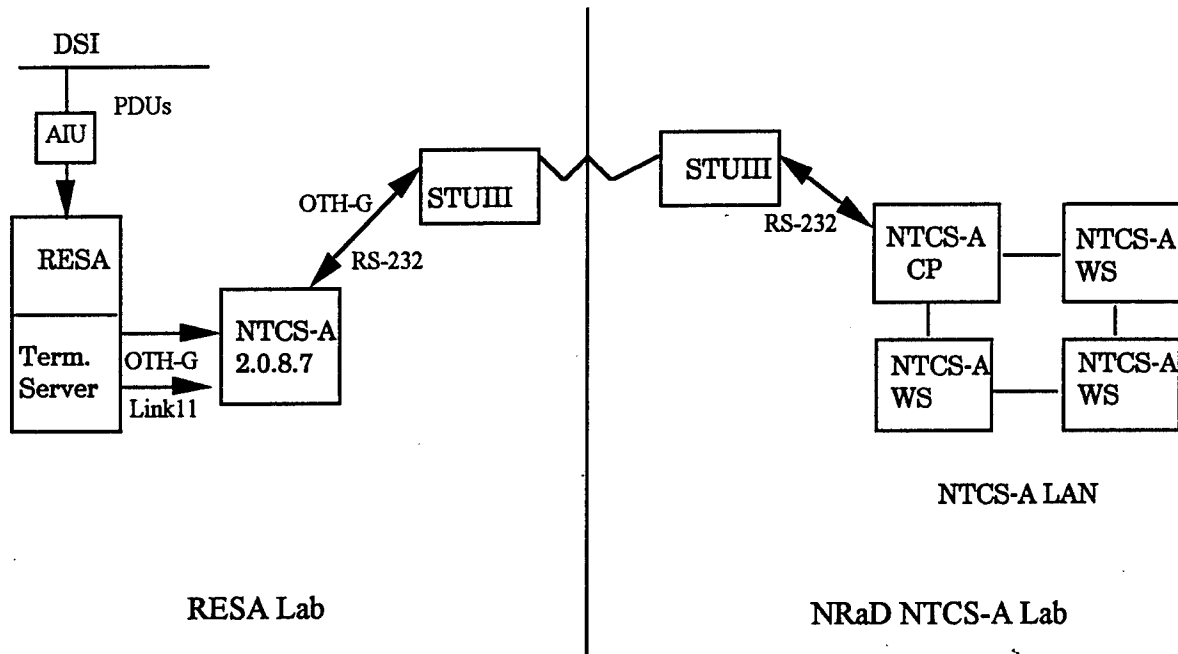 DSI
PDUs
AIU
RESA
Term.
Server
OTH-G
Link11
NTCS-A
2.0.8.7
OTH-G
RS-232
STUIII
STUIII
RS-232
NTCS-A
CP
NTCS-A
WS
NTCS-A
WS
NTCS-A
WS
NTCS-A LAN
RESA Lab
NRaD NTCS-A Lab